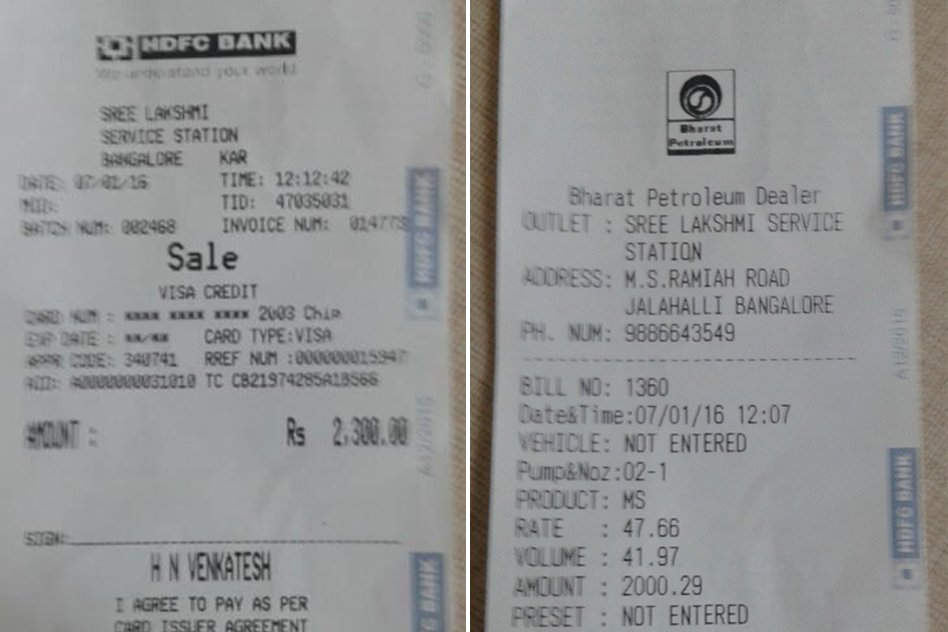 HDFC BANK
We understand your world
SREE LAKSHMI
SERVICE STATION
BANGALORE KAR
DATE: 07/01/16 TIME: 12:12:42
MID: TID: 47035031
BATCH NUM: 002468 INVOICE NUM: 014773
Sale
VISA CREDIT
CARD NUM : xxxx xxxx xxxx 2003 Chip
EXP DATE : xx/xx CARD TYPE:VISA
APPR CODE: 340741 RREF NUM :
AID: A0000000031010 TC
AMOUNT : Rs 2,300.00
SIGN:
H N VENKATESH
I AGREE TO PAY AS PER
CARD ISSUER AGREEMENT
HDFC BANK
A12/2015
BANK
Bharat
Petroleum
Bharat Petroleum Dealer
OUTLET : SREE LAKSHMI SERVICE
STATION
ADDRESS: M.S.RAMIAH ROAD
JALAHALLI BANGALORE
PH. NUM: 9886643549
BILL NO: 1360
Date&Time:07/01/16 12:07
VEHICLE: NOT ENTERED
Pump&Noz:02-1
PRODUCT: MS
RATE : 47.66
VOLUME : 41.97
AMOUNT : 2000.29
PRESET : NOT ENTERED
HDFC BANK
A12/2015
HDFC BANK